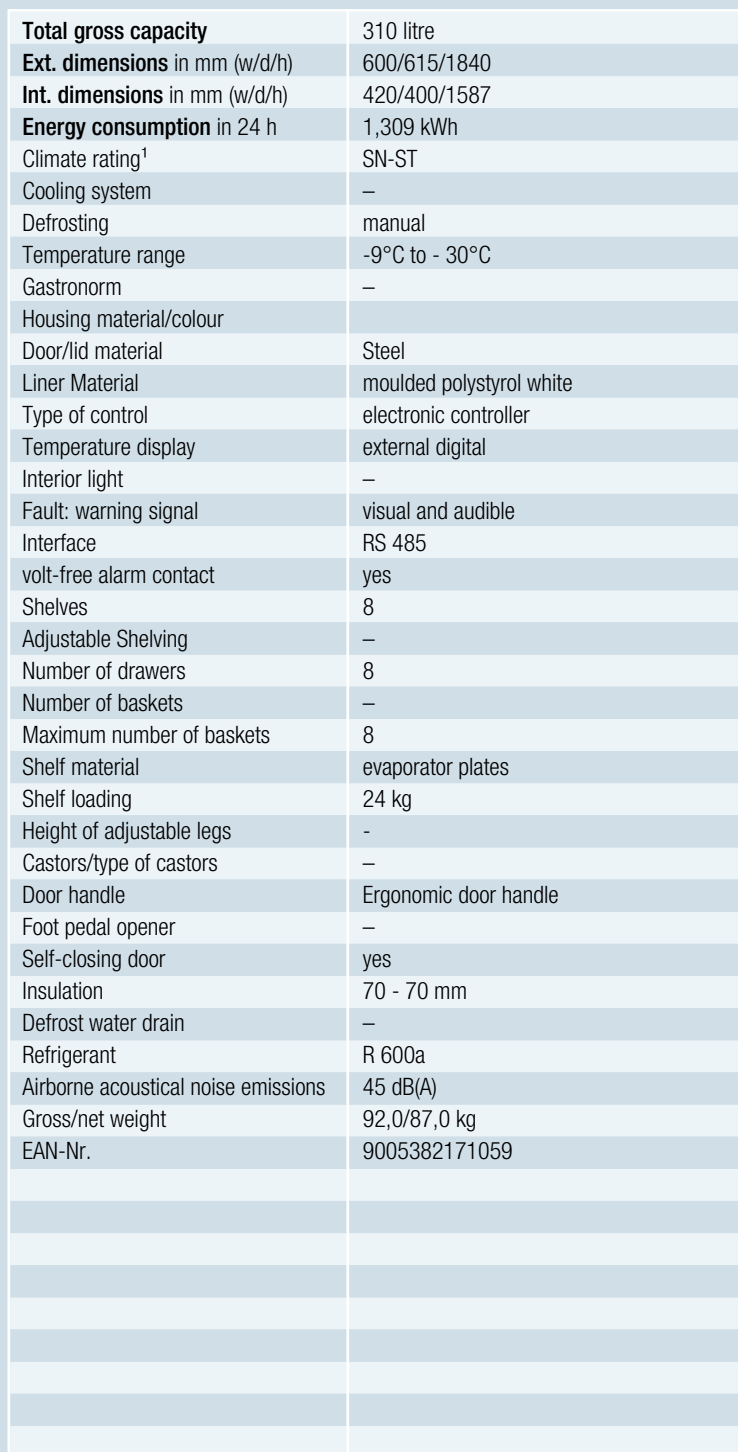 Total gross capacity 310 litre
Ext. dimensions in mm (w/d/h) 600/615/1840
Int. dimensions in mm (w/d/h) 420/400/1587
Energy consumption in 24 h 1,309 kWh
Climate rating¹ SN-ST
Cooling system –
Defrosting manual
Temperature range -9°C to - 30°C
Gastronorm –
Housing material/colour
Door/lid material Steel
Liner Material moulded polystyrol white
Type of control electronic controller
Temperature display external digital
Interior light –
Fault: warning signal visual and audible
Interface RS 485
volt-free alarm contact yes
Shelves 8
Adjustable Shelving –
Number of drawers 8
Number of baskets –
Maximum number of baskets 8
Shelf material evaporator plates
Shelf loading 24 kg
Height of adjustable legs -
Castors/type of castors –
Door handle Ergonomic door handle
Foot pedal opener –
Self-closing door yes
Insulation 70 - 70 mm
Defrost water drain –
Refrigerant R 600a
Airborne acoustical noise emissions 45 dB(A)
Gross/net weight 92,0/87,0 kg
EAN-Nr. 9005382171059